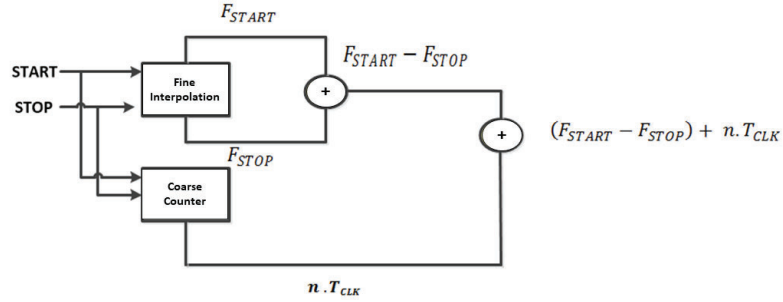 F_START
START
STOP
Fine
Interpolation
+
F_START − F_STOP
+
(F_START − F_STOP) + n.T_CLK
F_STOP
Coarse
Counter
n .T_CLK